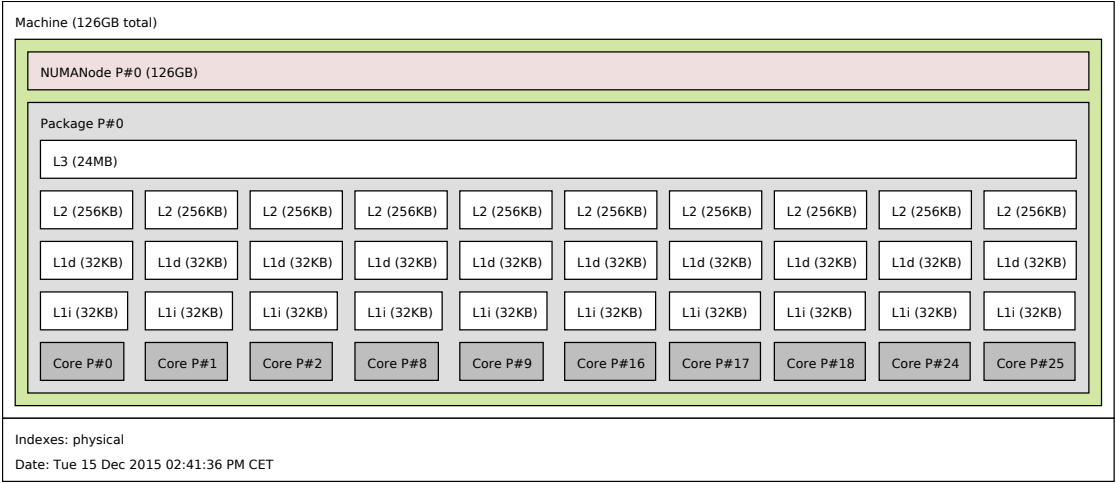 Machine (126GB total)
NUMANode P#0 (126GB)
Package P#0
L3 (24MB)
L2 (256KB) L2 (256KB) L2 (256KB) L2 (256KB) L2 (256KB) L2 (256KB) L2 (256KB) L2 (256KB) L2 (256KB) L2 (256KB)
L1d (32KB) L1d (32KB) L1d (32KB) L1d (32KB) L1d (32KB) L1d (32KB) L1d (32KB) L1d (32KB) L1d (32KB) L1d (32KB)
L1i (32KB) L1i (32KB) L1i (32KB) L1i (32KB) L1i (32KB) L1i (32KB) L1i (32KB) L1i (32KB) L1i (32KB) L1i (32KB)
Core P#0 Core P#1 Core P#2 Core P#8 Core P#9 Core P#16 Core P#17 Core P#18 Core P#24 Core P#25
Indexes: physical
Date: Tue 15 Dec 2015 02:41:36 PM CET